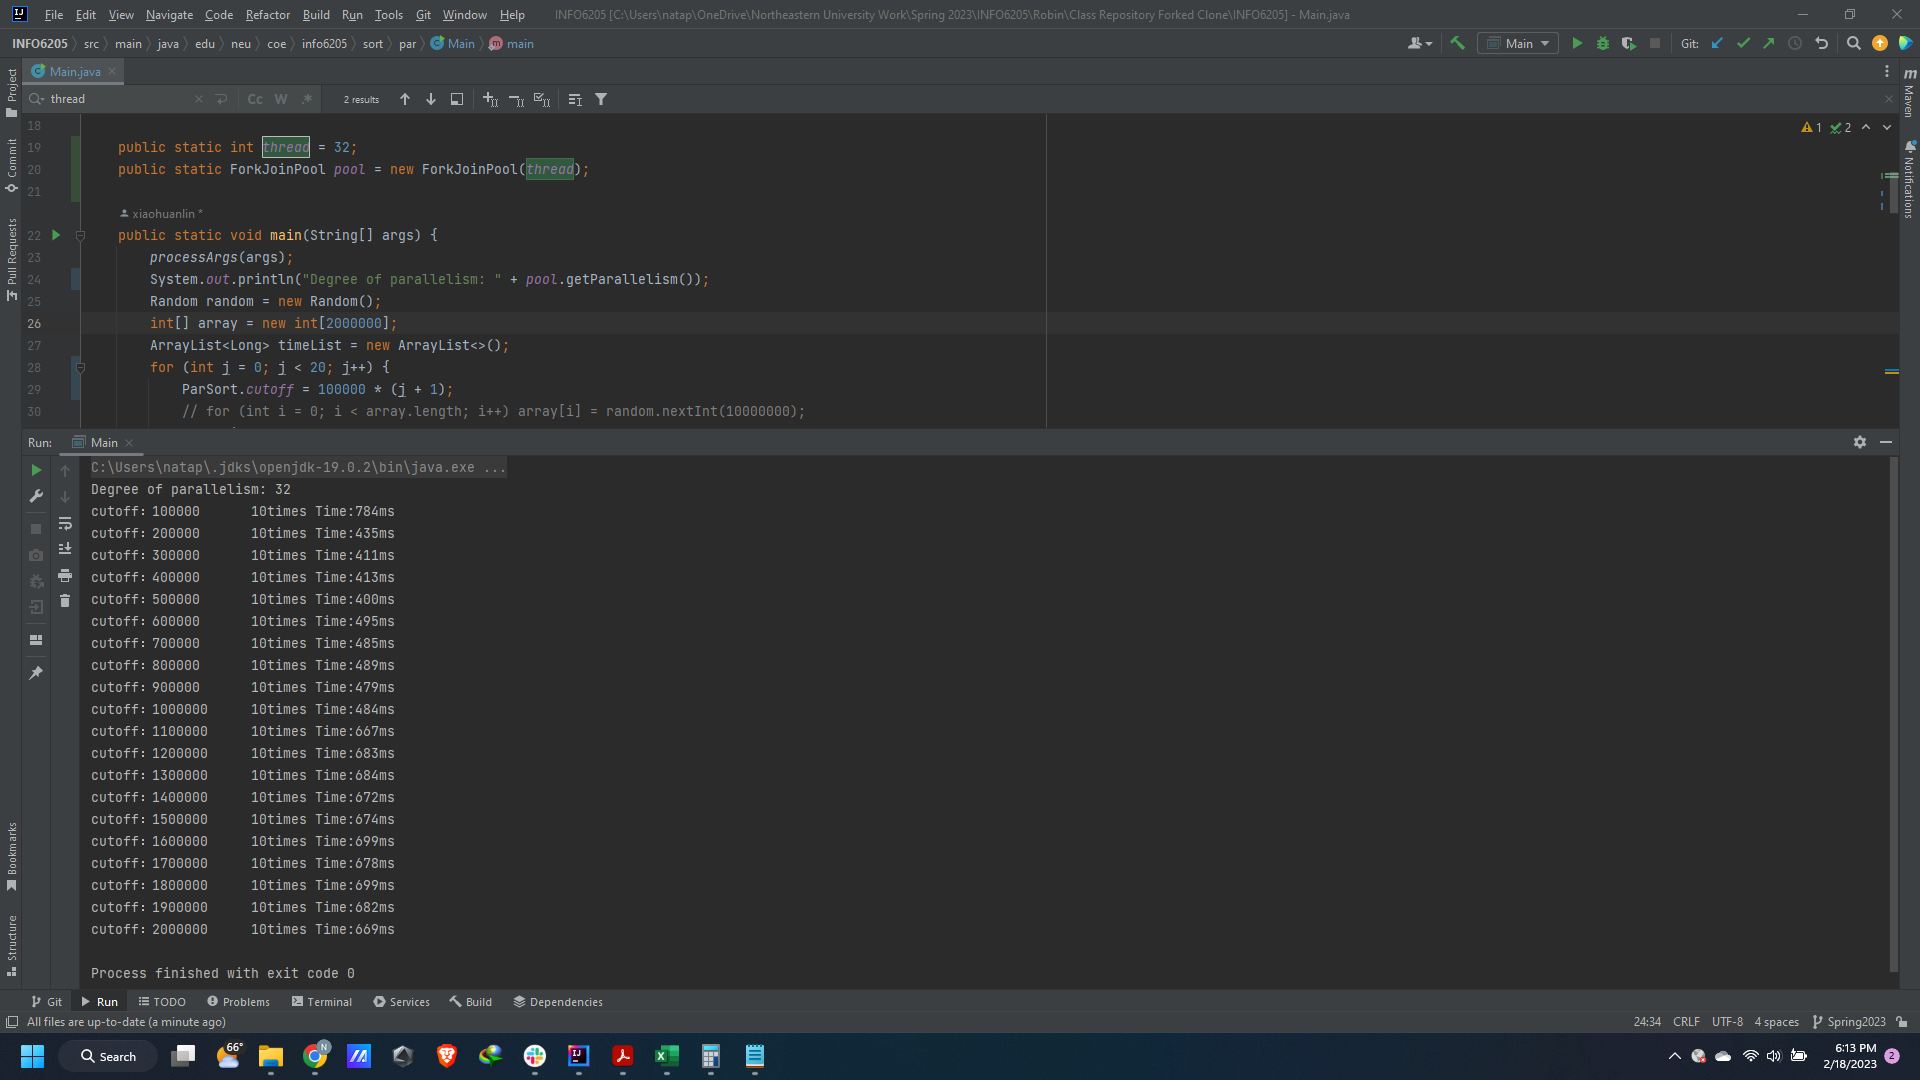 File Edit View Navigate Code Refactor Build Run Tools Git Window Help INFO6205 [C:\Users\natap\OneDrive\Northeastern University Work\Spring 2023\INFO6205\Robin\Class Repository Forked Clone\INFO6205] - Main.java
INFO6205 src main java edu neu coe info6205 sort par Main main Main Git:
Main.java
thread Cc W .* 2 results
18
19 public static int thread = 32; 1 2
20 public static ForkJoinPool pool = new ForkJoinPool(thread);
21
xiaohuanlin *
22 public static void main(String[] args) {
23 processArgs(args);
24 System.out.println("Degree of parallelism: " + pool.getParallelism());
25 Random random = new Random();
26 int[] array = new int[2000000];
27 ArrayList<Long> timeList = new ArrayList<>();
28 for (int j = 0; j < 20; j++) {
29 ParSort.cutoff = 100000 * (j + 1);
30 // for (int i = 0; i < array.length; i++) array[i] = random.nextInt(10000000);
Run: Main
C:\Users\natap\.jdks\openjdk-19.0.2\bin\java.exe ...
Degree of parallelism: 32
cutoff：100000 10times Time:784ms
cutoff：200000 10times Time:435ms
cutoff：300000 10times Time:411ms
cutoff：400000 10times Time:413ms
cutoff：500000 10times Time:400ms
cutoff：600000 10times Time:495ms
cutoff：700000 10times Time:485ms
cutoff：800000 10times Time:489ms
cutoff：900000 10times Time:479ms
cutoff：1000000 10times Time:484ms
cutoff：1100000 10times Time:667ms
cutoff：1200000 10times Time:683ms
cutoff：1300000 10times Time:684ms
cutoff：1400000 10times Time:672ms
cutoff：1500000 10times Time:674ms
cutoff：1600000 10times Time:699ms
cutoff：1700000 10times Time:678ms
cutoff：1800000 10times Time:699ms
cutoff：1900000 10times Time:682ms
cutoff：2000000 10times Time:669ms
Process finished with exit code 0
Project
Commit
Pull Requests
Bookmarks
Structure
Maven
Notifications
Git Run TODO Problems Terminal Services Build Dependencies
All files are up-to-date (a minute ago) 24:34 CRLF UTF-8 4 spaces Spring2023
Search 66° N 6:13 PM 2
2/18/2023